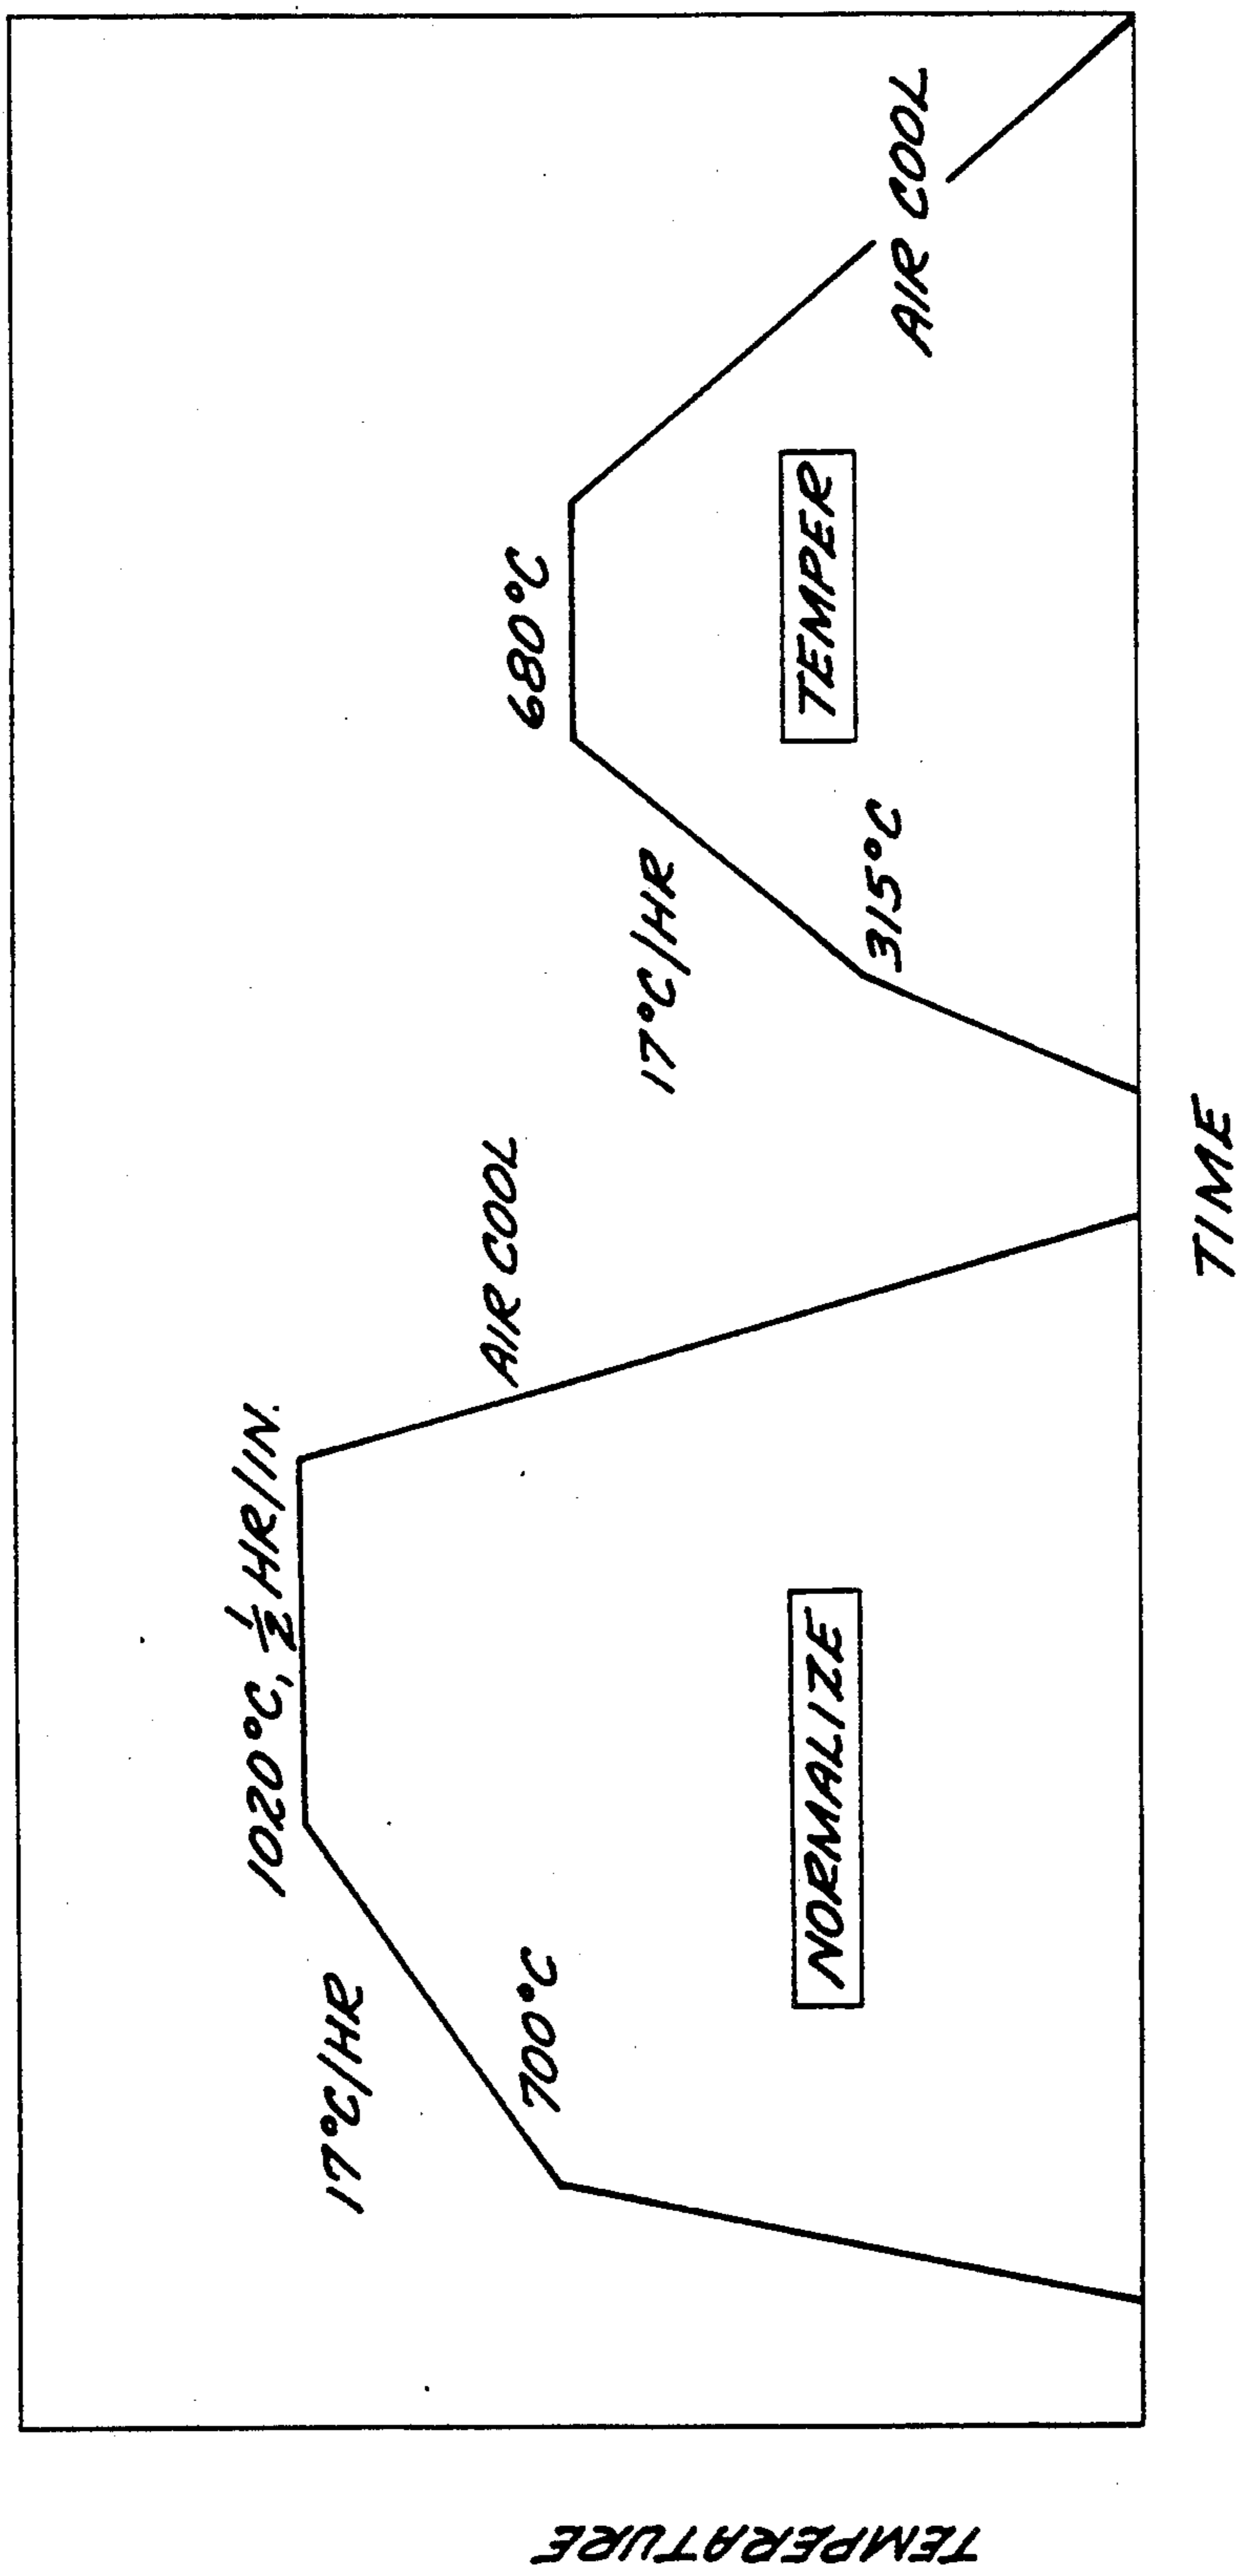 1020°C, 1/2 HR/IN.
17°C/HR
AIR COOL
700°C
680°C
17°C/HR
315°C
NORMALIZE
TEMPER
AIR COOL
TIME
TEMPERATURE